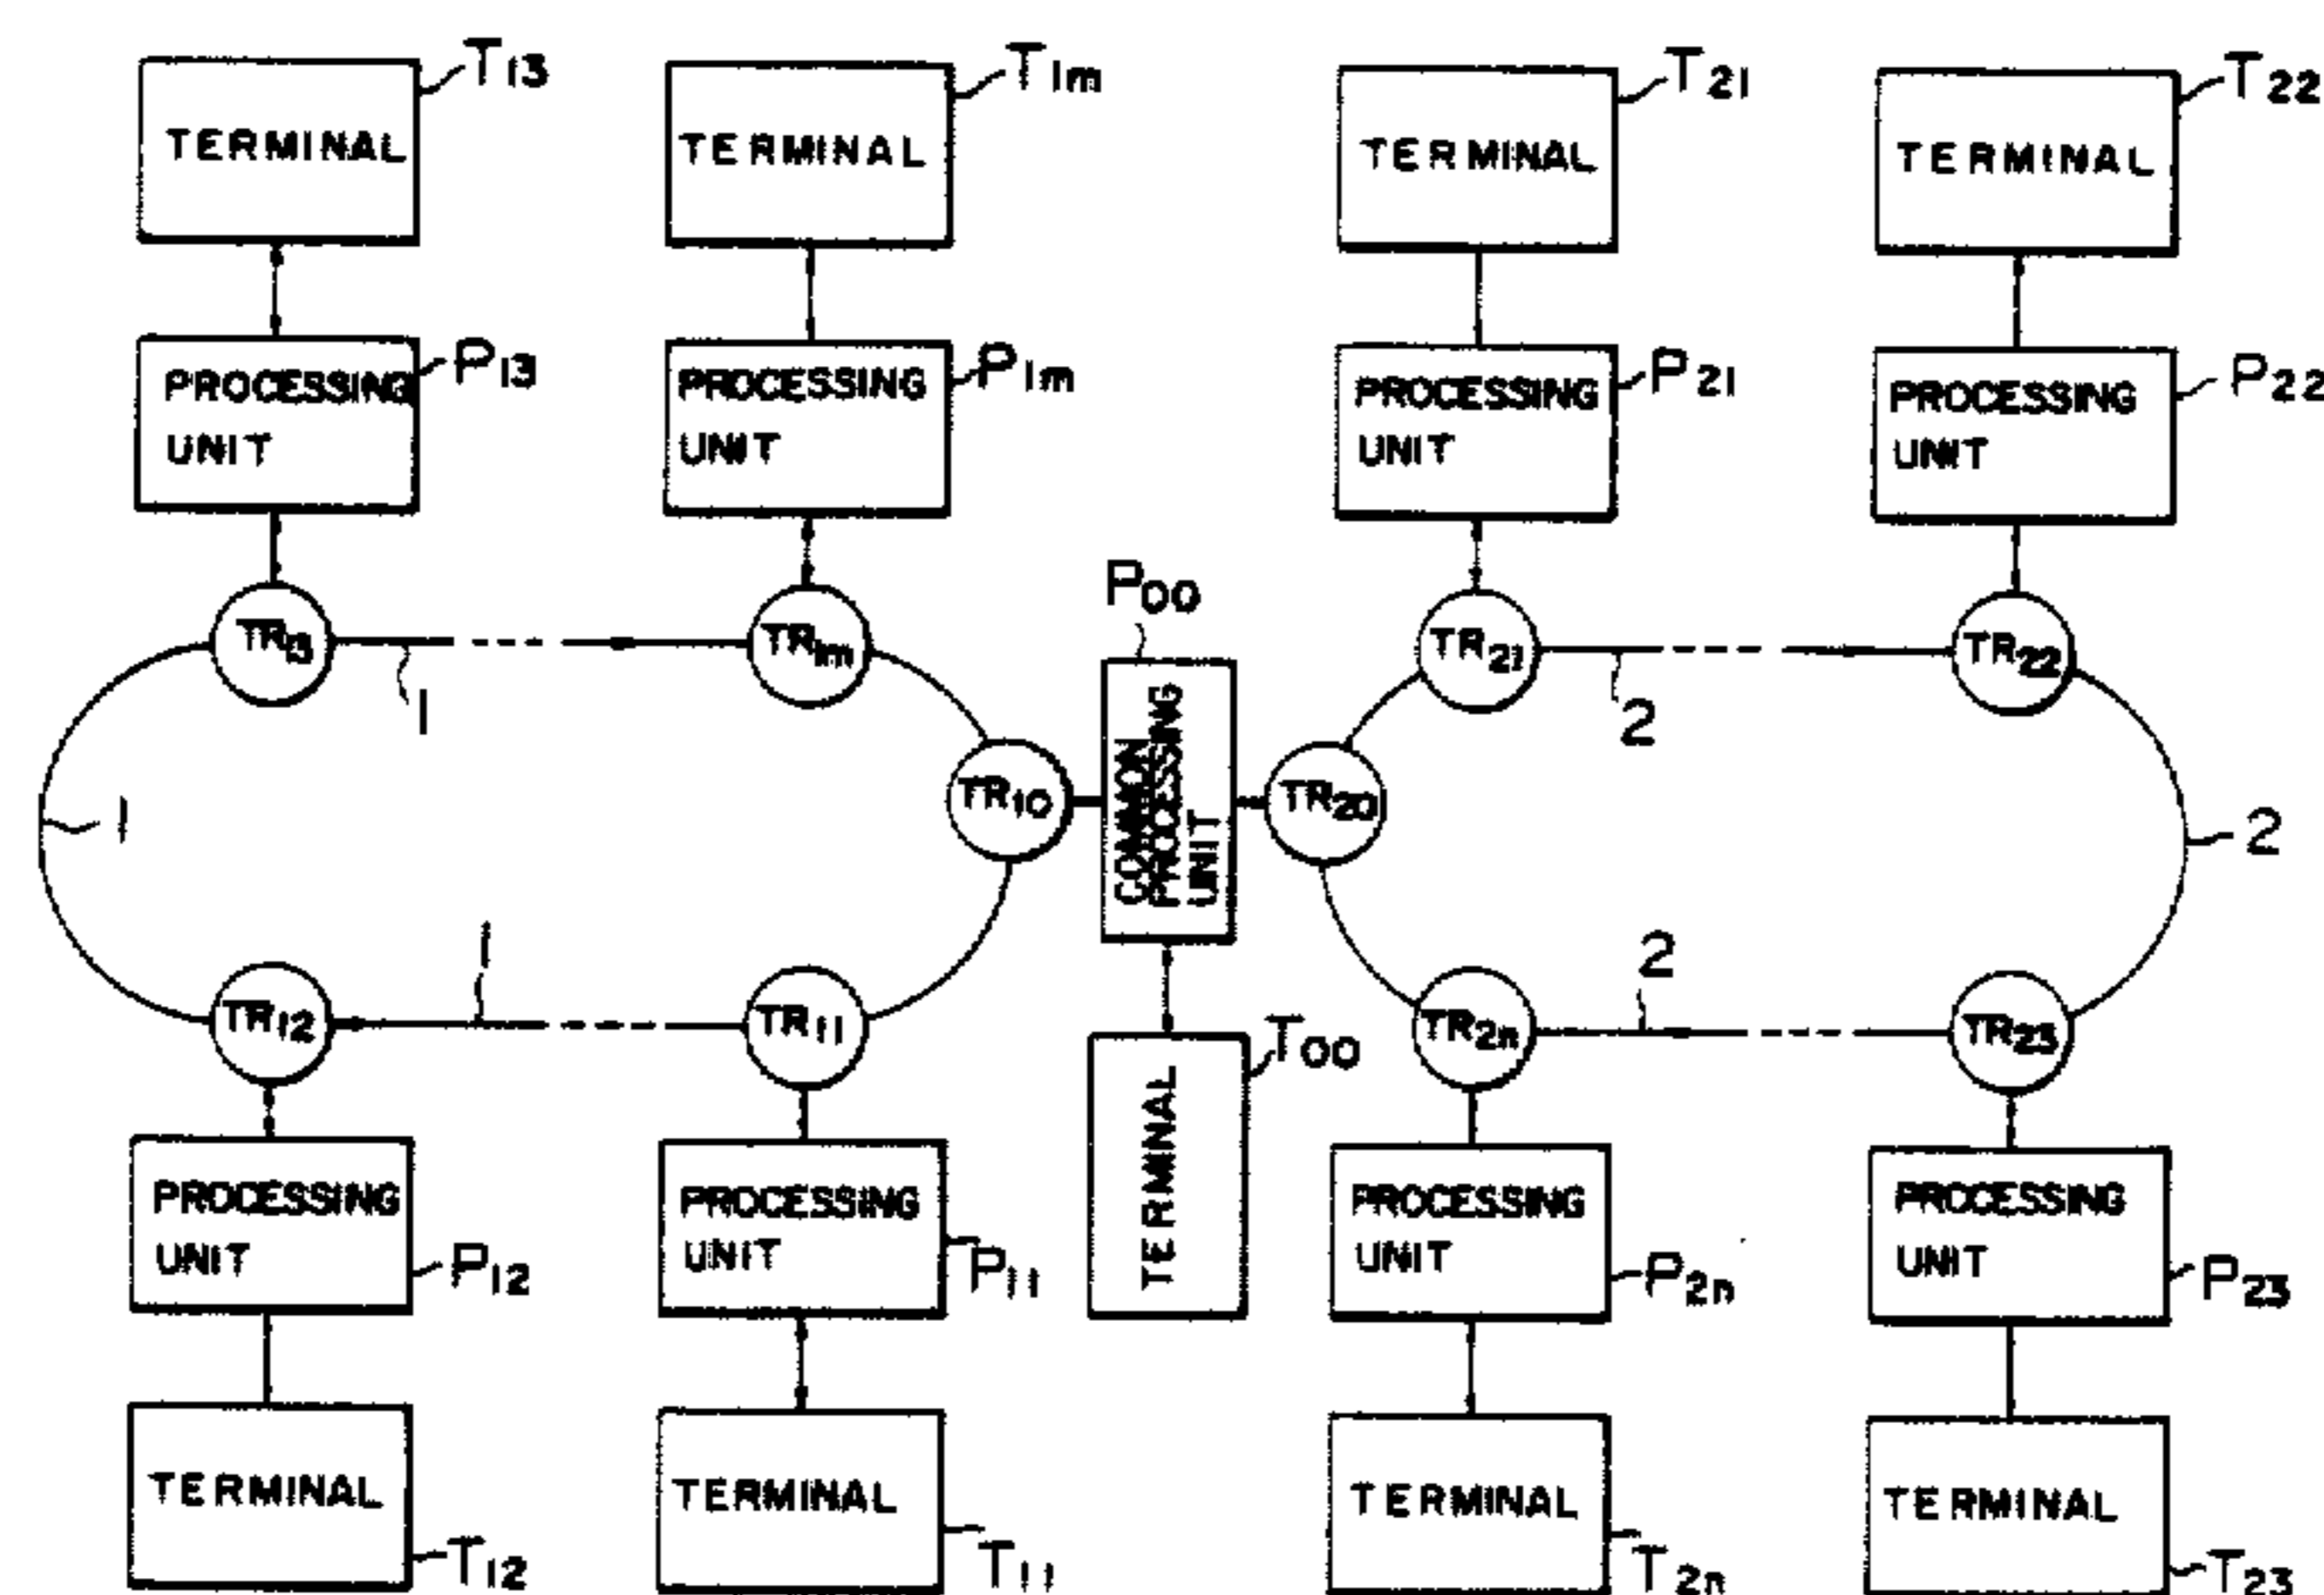 T13
T1m
T21
T22
TERMINAL
TERMINAL
TERMINAL
TERMINAL
P13
P1m
P21
P22
PROCESSING
UNIT
PROCESSING
UNIT
PROCESSING
UNIT
PROCESSING
UNIT
P00
TR13
TR1m
TR21
TR22
1
2
TR10
COMMON
PROCESSING
UNIT
TR20
1
2
1
2
TR12
TR11
TR2n
TR23
T00
TERMINAL
PROCESSING
UNIT
PROCESSING
UNIT
PROCESSING
UNIT
PROCESSING
UNIT
P12
P11
P2n
P23
TERMINAL
TERMINAL
TERMINAL
TERMINAL
T12
T11
T2n
T23